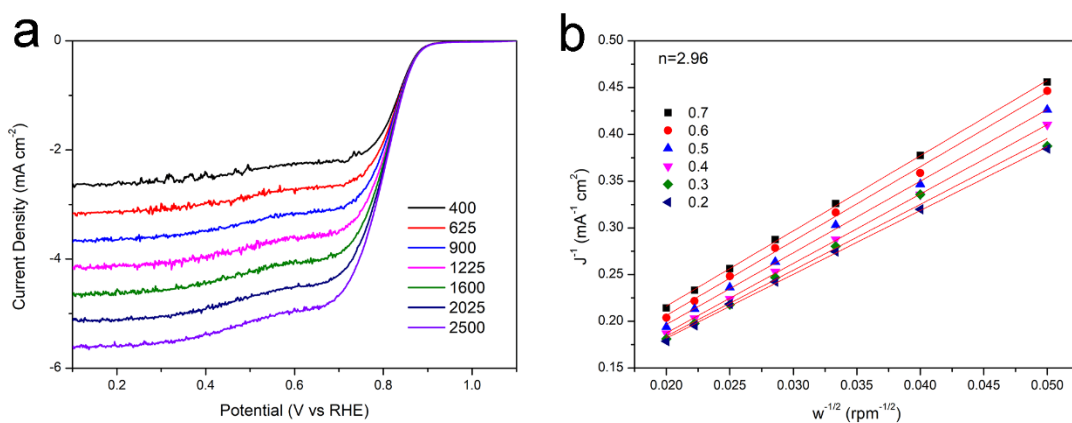 a
0
-2
-4
-6
Current Density (mA cm⁻²)
0.2 0.4 0.6 0.8 1.0
Potential (V vs RHE)
400
625
900
1225
1600
2025
2500
b
0.50
0.45
0.40
0.35
0.30
0.25
0.20
0.15
J⁻¹ (mA⁻¹ cm²)
n=2.96
0.7
0.6
0.5
0.4
0.3
0.2
0.020 0.025 0.030 0.035 0.040 0.045 0.050
w⁻¹/² (rpm⁻¹/²)